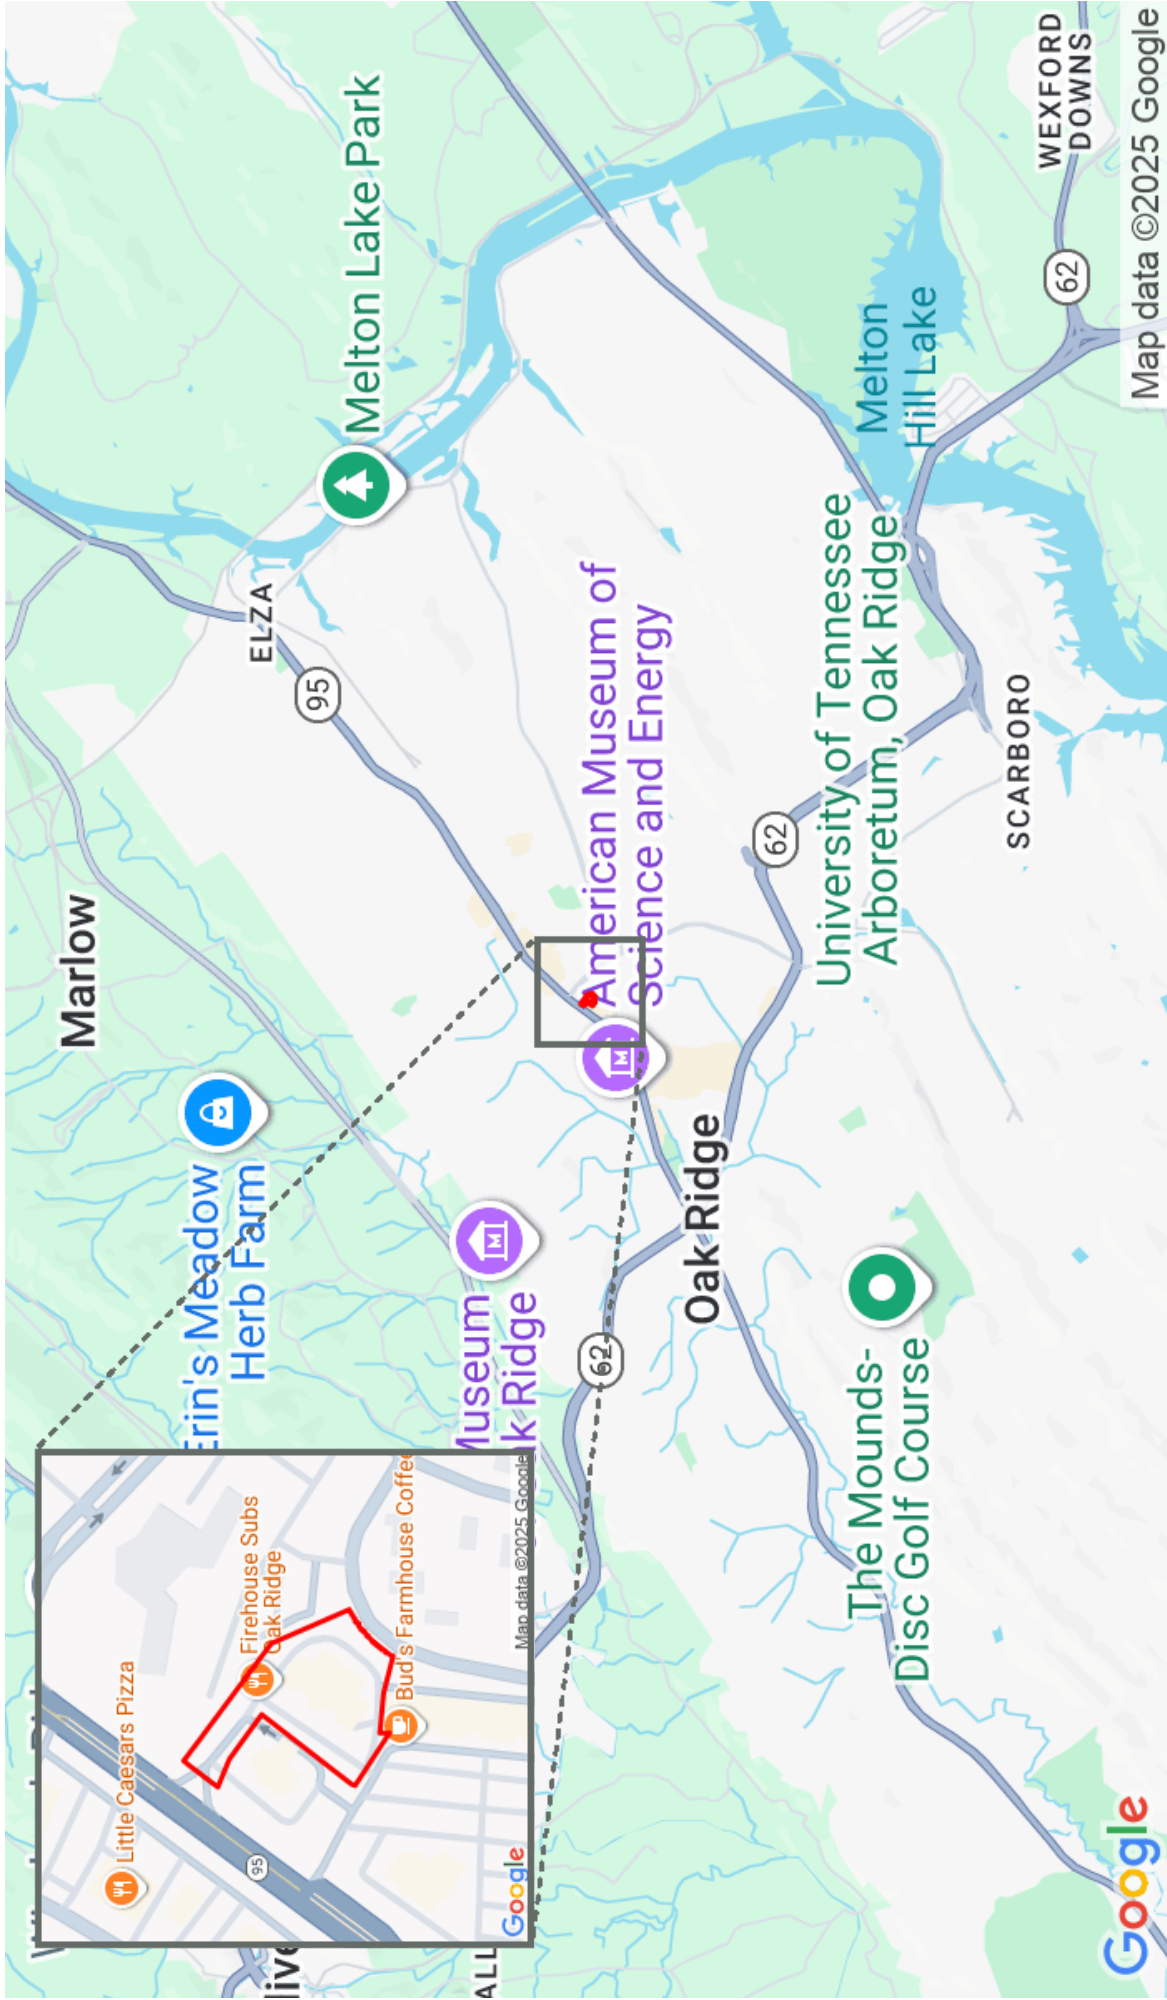 Marlow
ELZA
95
Melton Lake Park
Erin's Meadow
Herb Farm
Museum
ak Ridge
American Museum of
Science and Energy
62
Oak Ridge
62
University of Tennessee
Arboretum, Oak Ridge
SCARBORO
Melton
Hill Lake
62
WEXFORD
DOWNS
The Mounds-
Disc Golf Course
ALL
Google
Map data ©2025 Google
Little Caesars Pizza
Firehouse Subs
Oak Ridge
Bud's Farmhouse Coffee
95
Google
Map data ©2025 Google